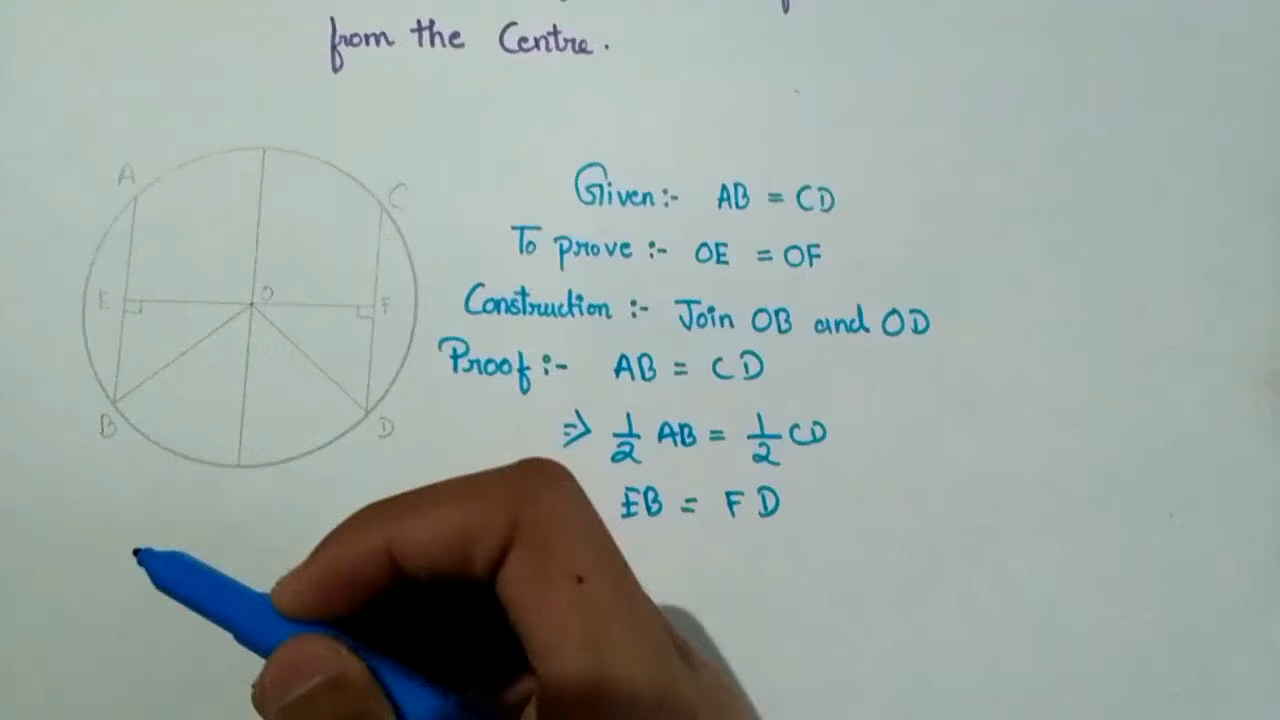 from the Centre.
A
C
E
O
F
B
D
Given:- AB = CD
To prove :- OE = OF
Construction :- Join OB and OD
Proof :- AB = CD
⇒ 1/2 AB = 1/2 CD
EB = FD